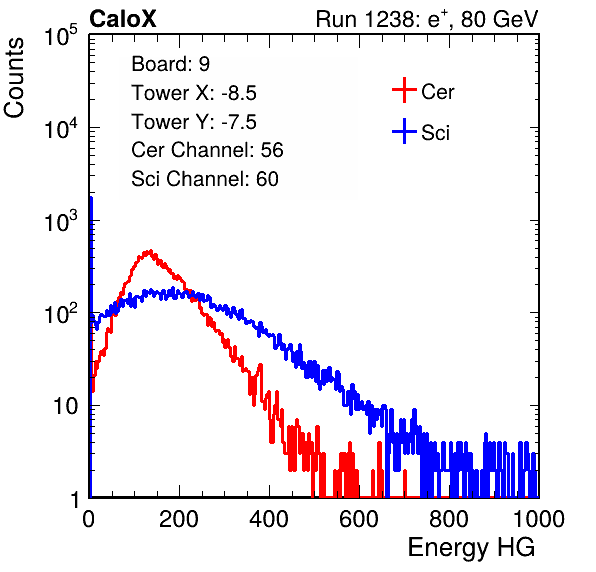 CaloX Run 1238: e⁺, 80 GeV
Counts
10⁵
10⁴
10³
10²
10
1
Board: 9
Tower X: -8.5
Tower Y: -7.5
Cer Channel: 56
Sci Channel: 60
Cer
Sci
0 200 400 600 800 1000
Energy HG